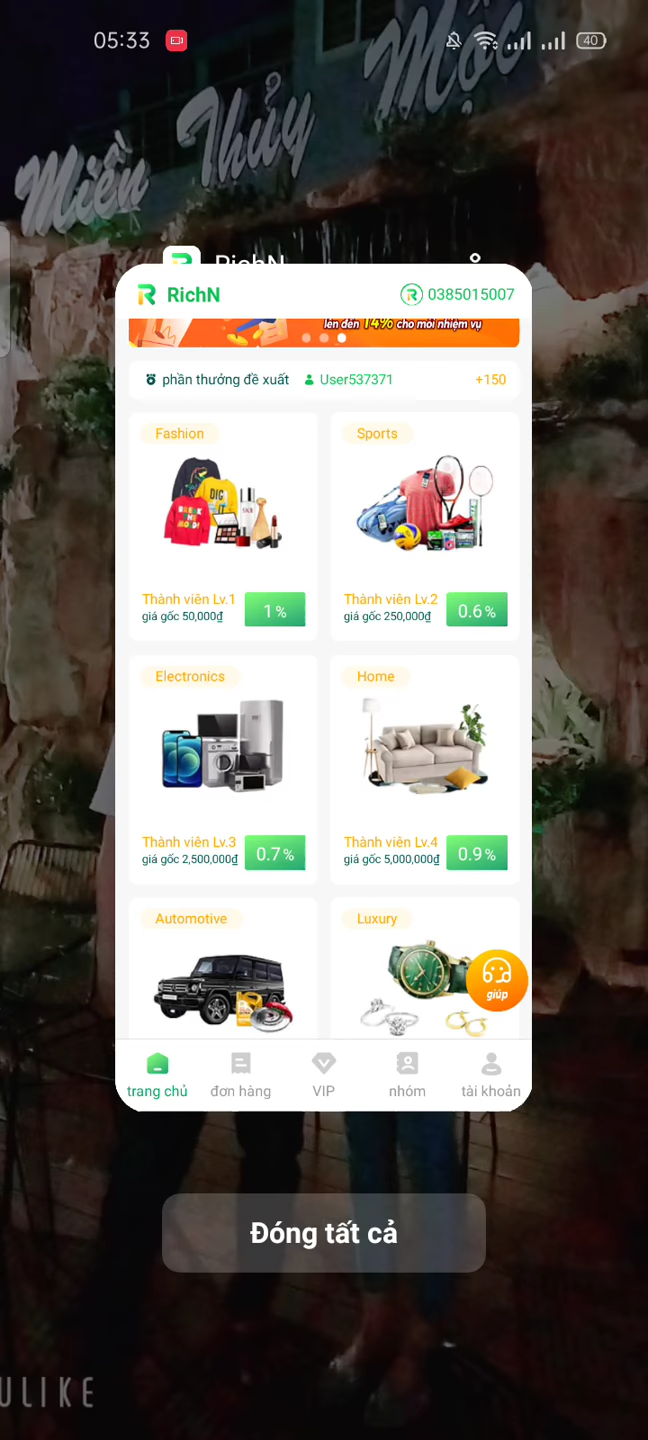 05:33
40
Miền Thủy Mộc
RichN
RichN
0385015007
lên đến 14% cho mỗi nhiệm vụ
phần thưởng đề xuất User537371 +150
Fashion
Sports
DIG
SK-II
Thành viên Lv.1
giá gốc 50,000₫
1%
Thành viên Lv.2
giá gốc 250,000₫
0.6%
Electronics
Home
Thành viên Lv.3
giá gốc 2,500,000₫
0.7%
Thành viên Lv.4
giá gốc 5,000,000₫
0.9%
Automotive
Luxury
giúp
trang chủ
đơn hàng
VIP
nhóm
tài khoản
Đóng tất cả
ULIKE